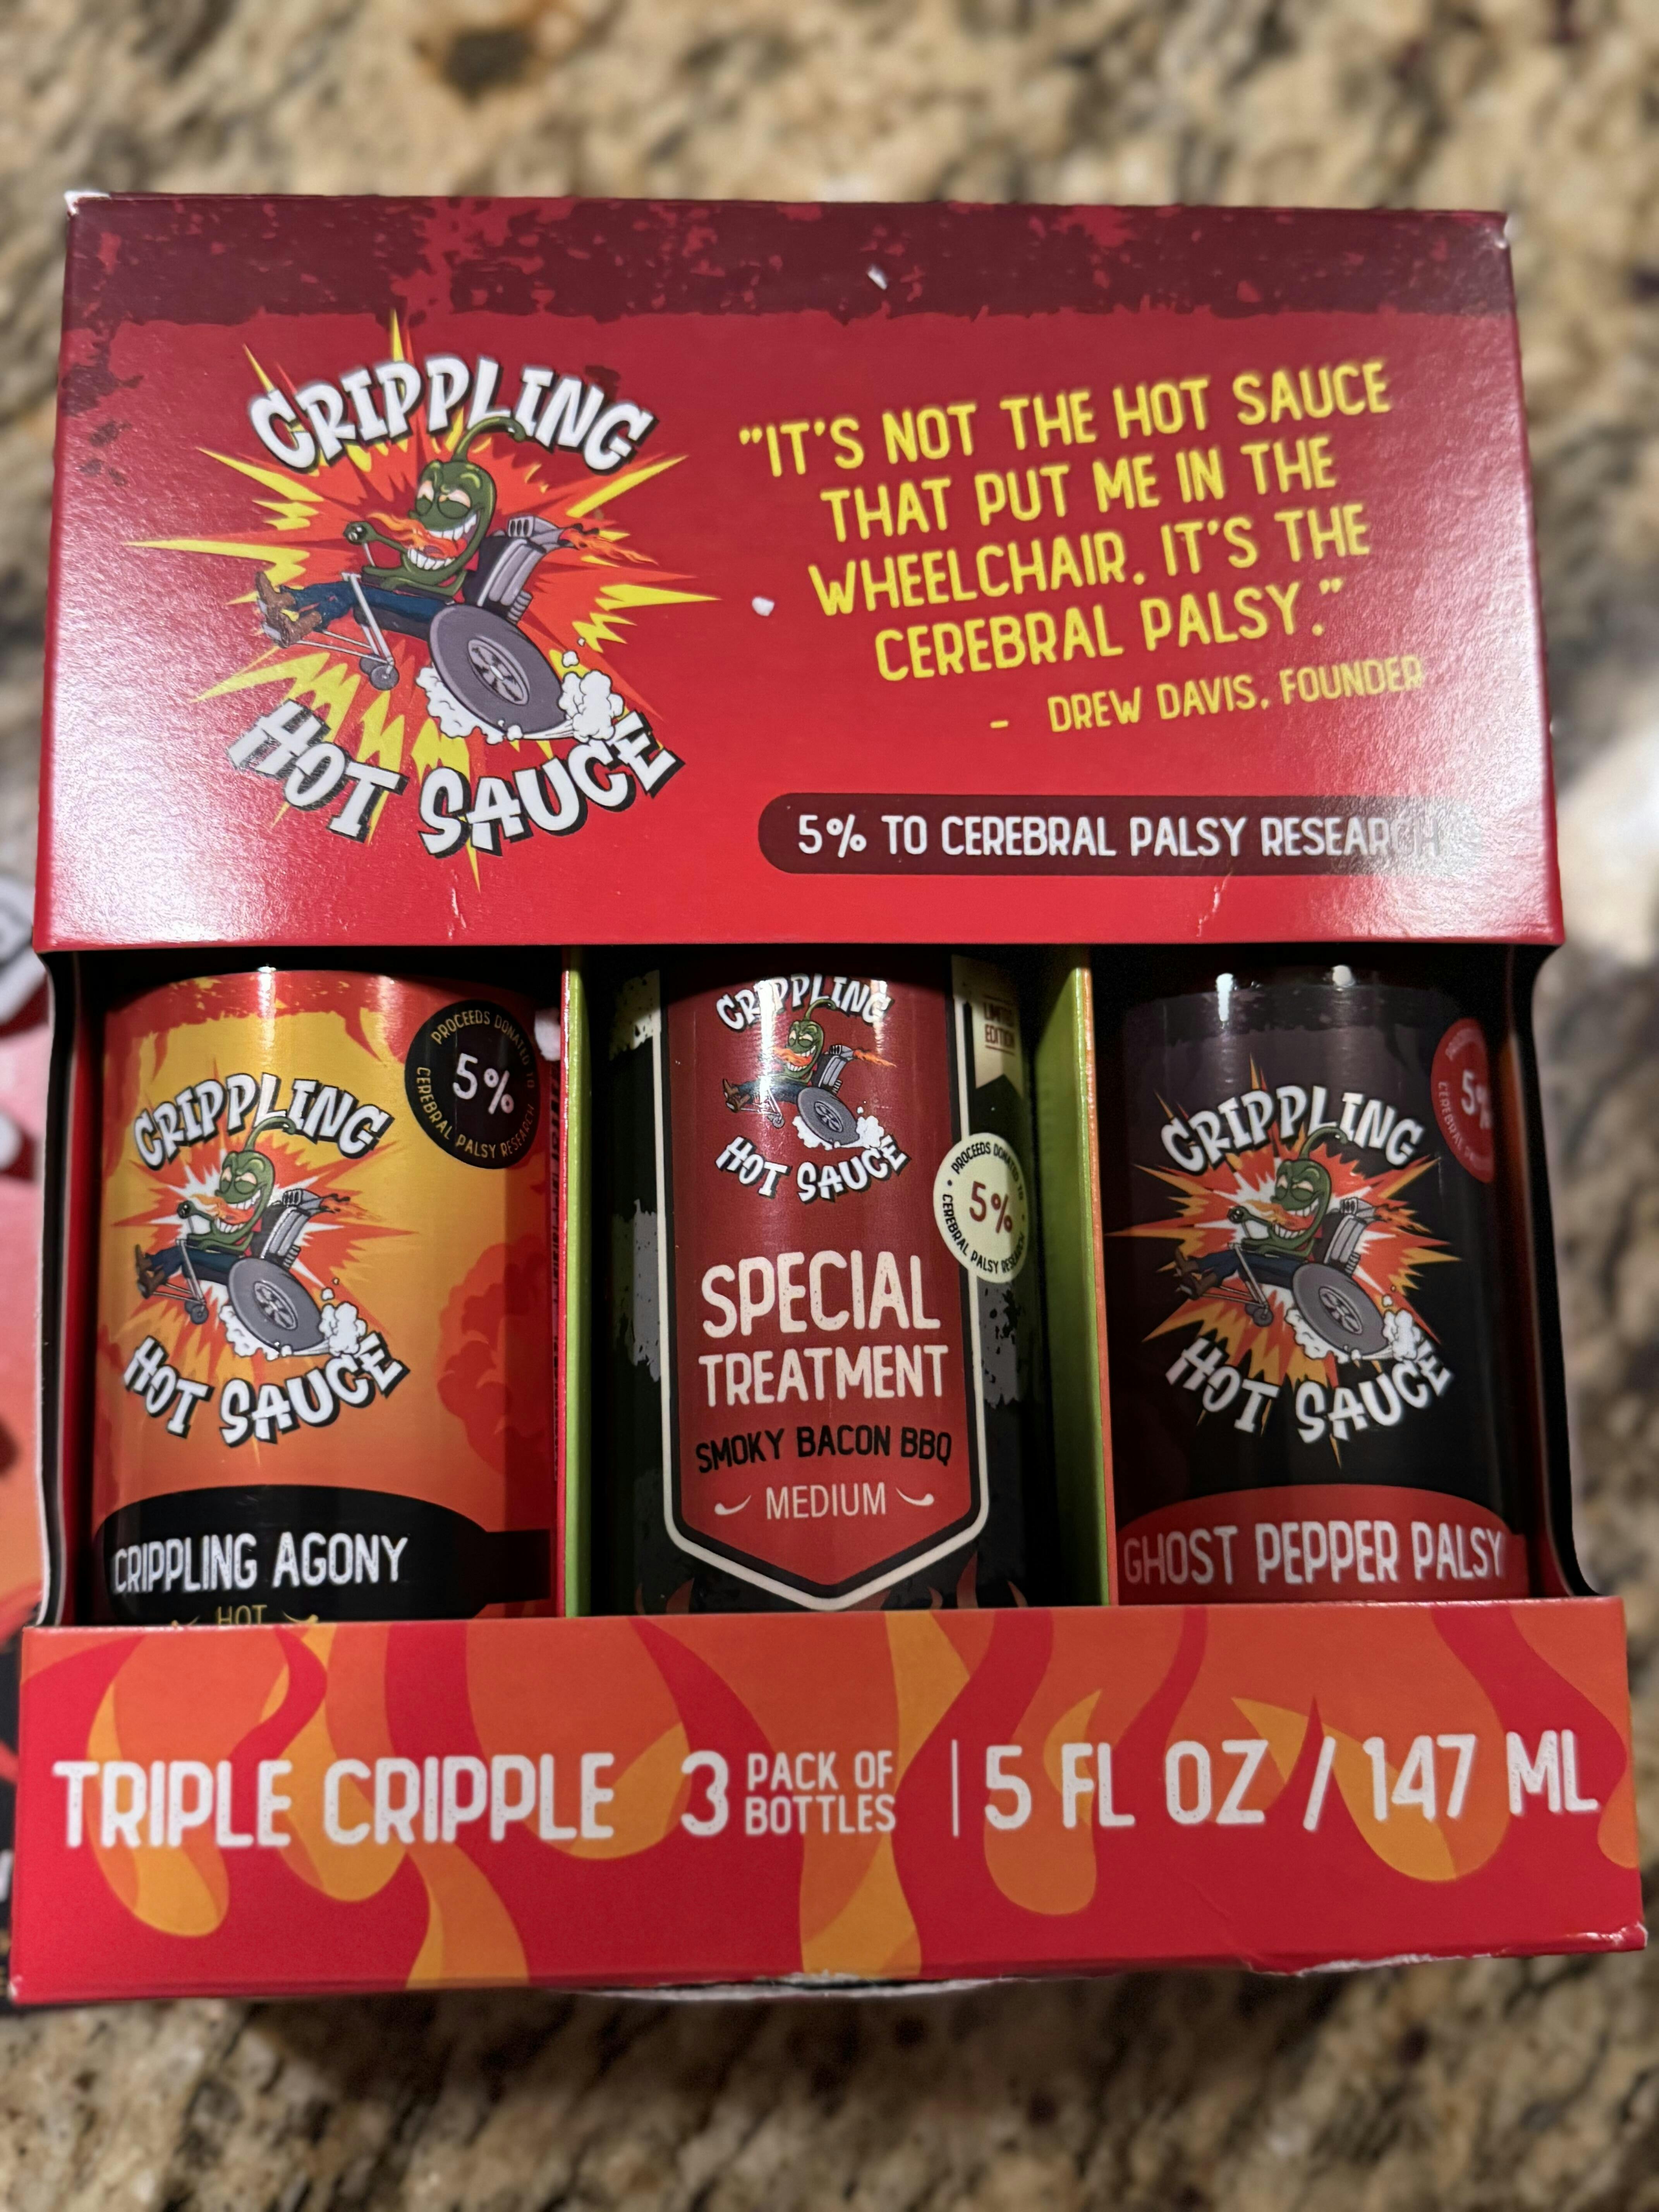 CRIPPLING
HOT SAUCE
"IT'S NOT THE HOT SAUCE
THAT PUT ME IN THE
WHEELCHAIR. IT'S THE
CEREBRAL PALSY."
- DREW DAVIS, FOUNDER
5% TO CEREBRAL PALSY RESEARCH
PROCEEDS DONATED TO
5%
CEREBRAL PALSY RESEARCH
CRIPPLING
HOT SAUCE
CRIPPLING AGONY
HOT
CRIPPLING
HOT SAUCE
LIMITED
EDITION
PROCEEDS DONATED TO
5%
CEREBRAL PALSY RESEARCH
SPECIAL
TREATMENT
SMOKY BACON BBQ
MEDIUM
5%
CEREBRAL
CRIPPLING
HOT SAUCE
GHOST PEPPER PALSY
TRIPLE CRIPPLE 3 PACK OF
BOTTLES | 5 FL OZ / 147 ML